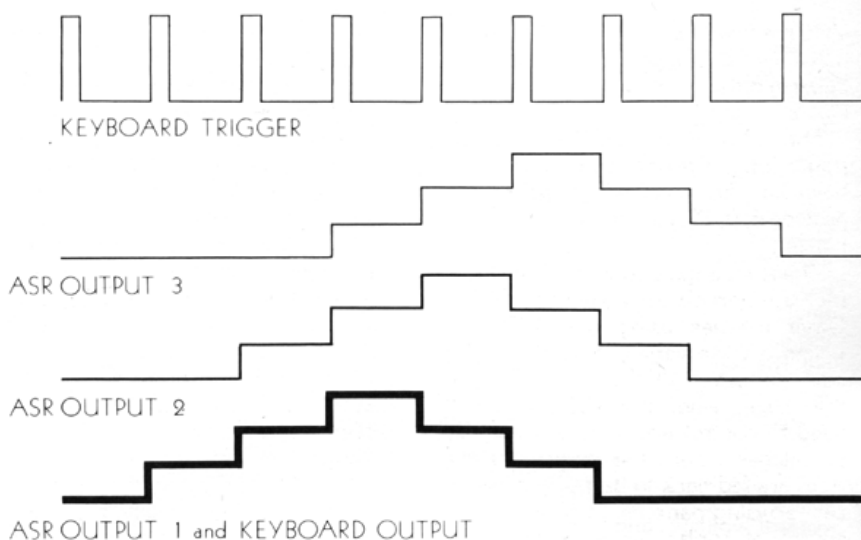 KEYBOARD TRIGGER
ASR OUTPUT 3
ASR OUTPUT 2
ASR OUTPUT 1 and KEYBOARD OUTPUT